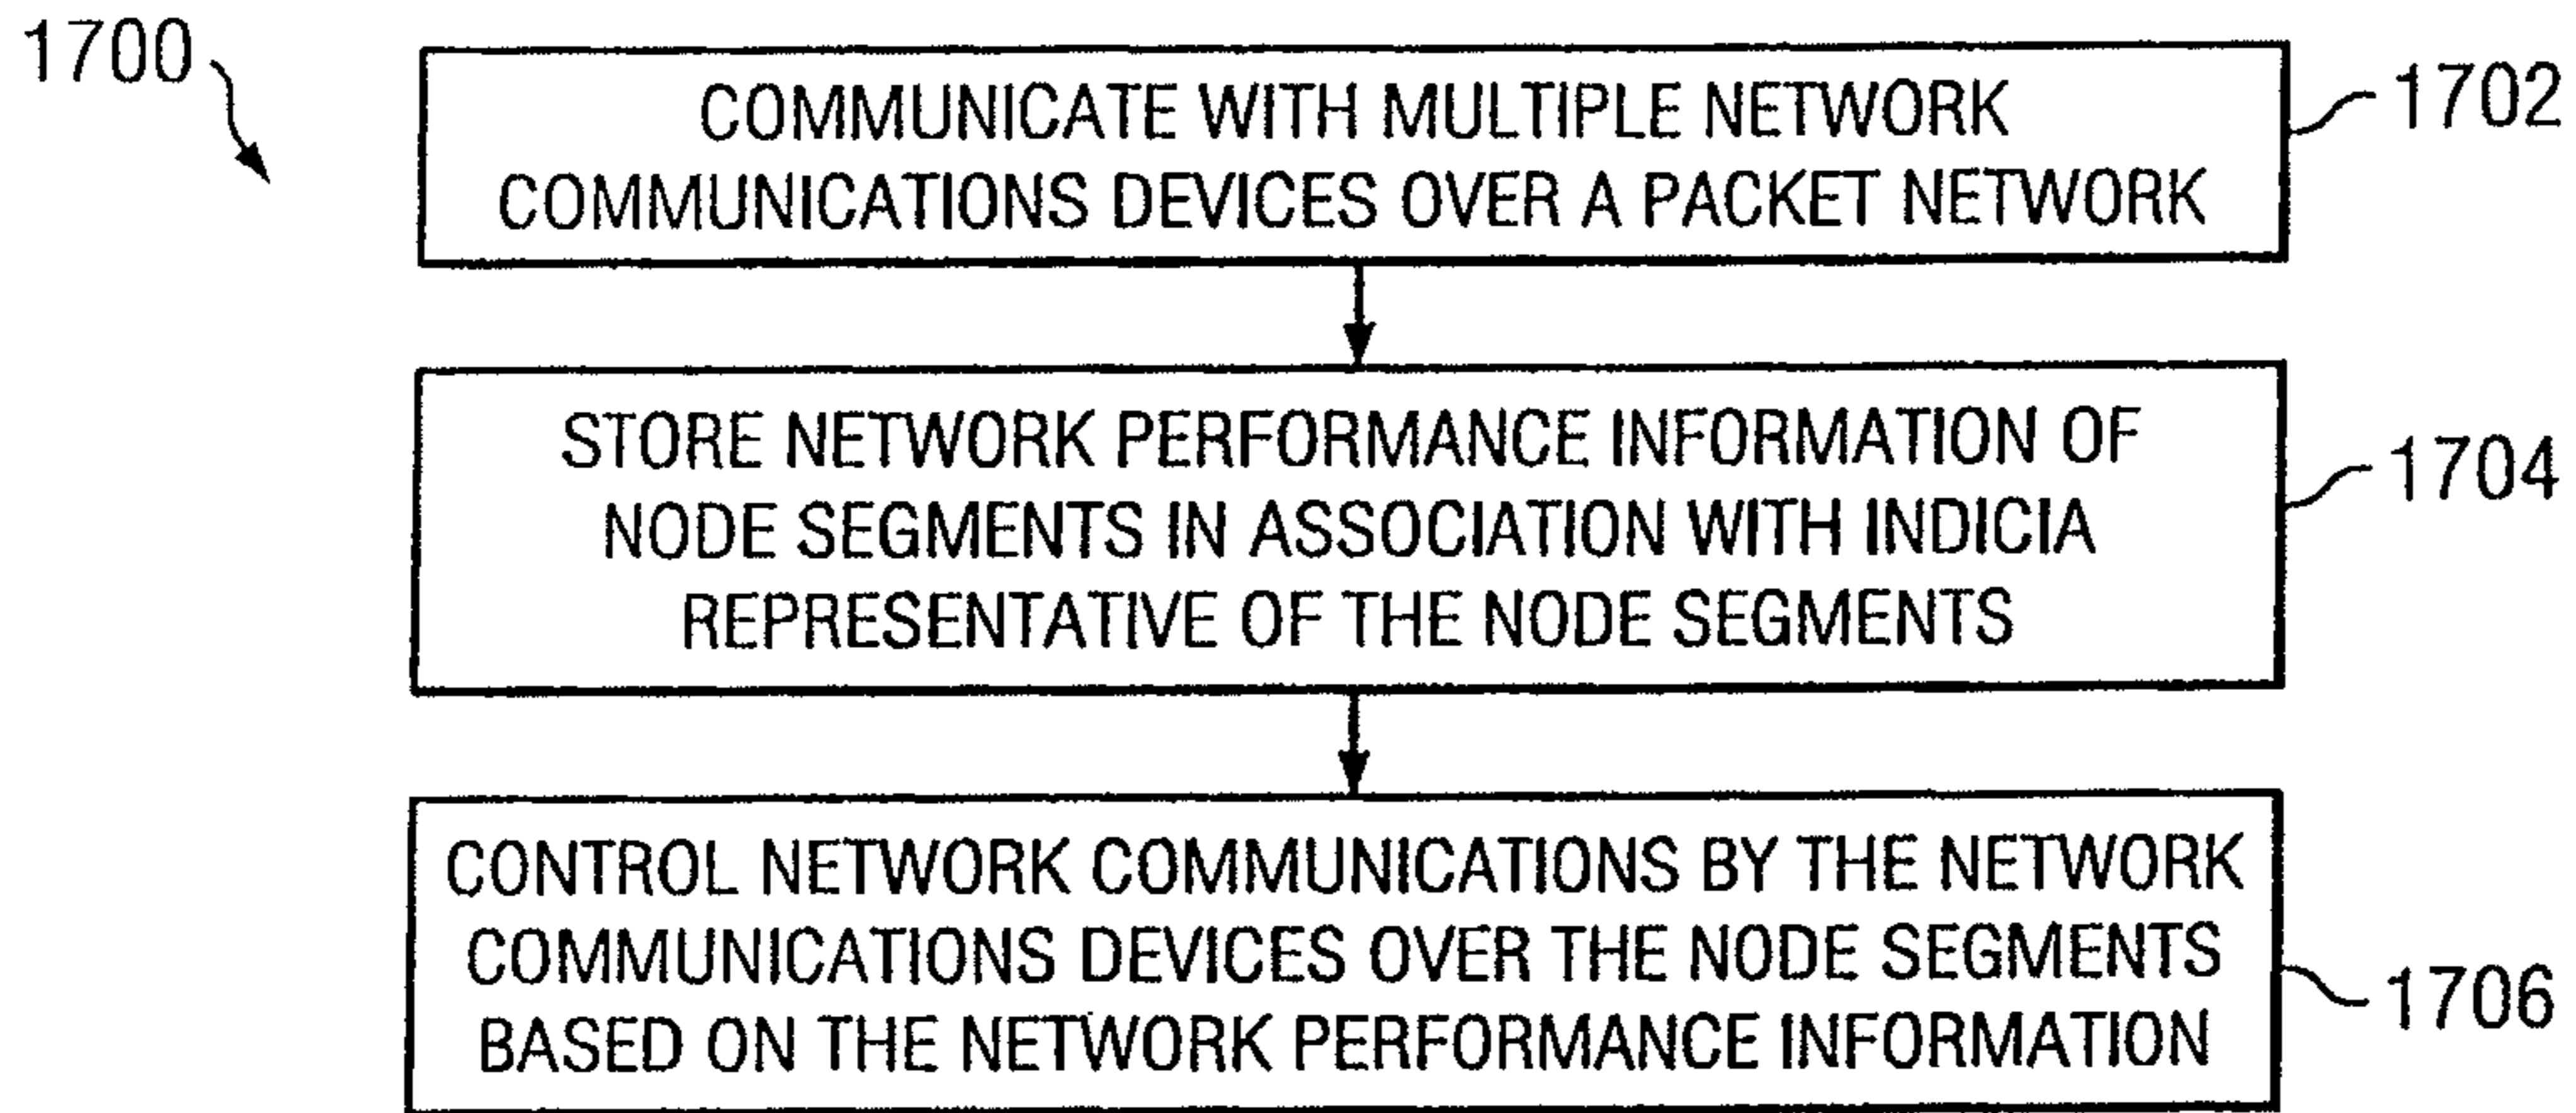 1700
COMMUNICATE WITH MULTIPLE NETWORK
COMMUNICATIONS DEVICES OVER A PACKET NETWORK
1702
STORE NETWORK PERFORMANCE INFORMATION OF
NODE SEGMENTS IN ASSOCIATION WITH INDICIA
REPRESENTATIVE OF THE NODE SEGMENTS
1704
CONTROL NETWORK COMMUNICATIONS BY THE NETWORK
COMMUNICATIONS DEVICES OVER THE NODE SEGMENTS
BASED ON THE NETWORK PERFORMANCE INFORMATION
1706